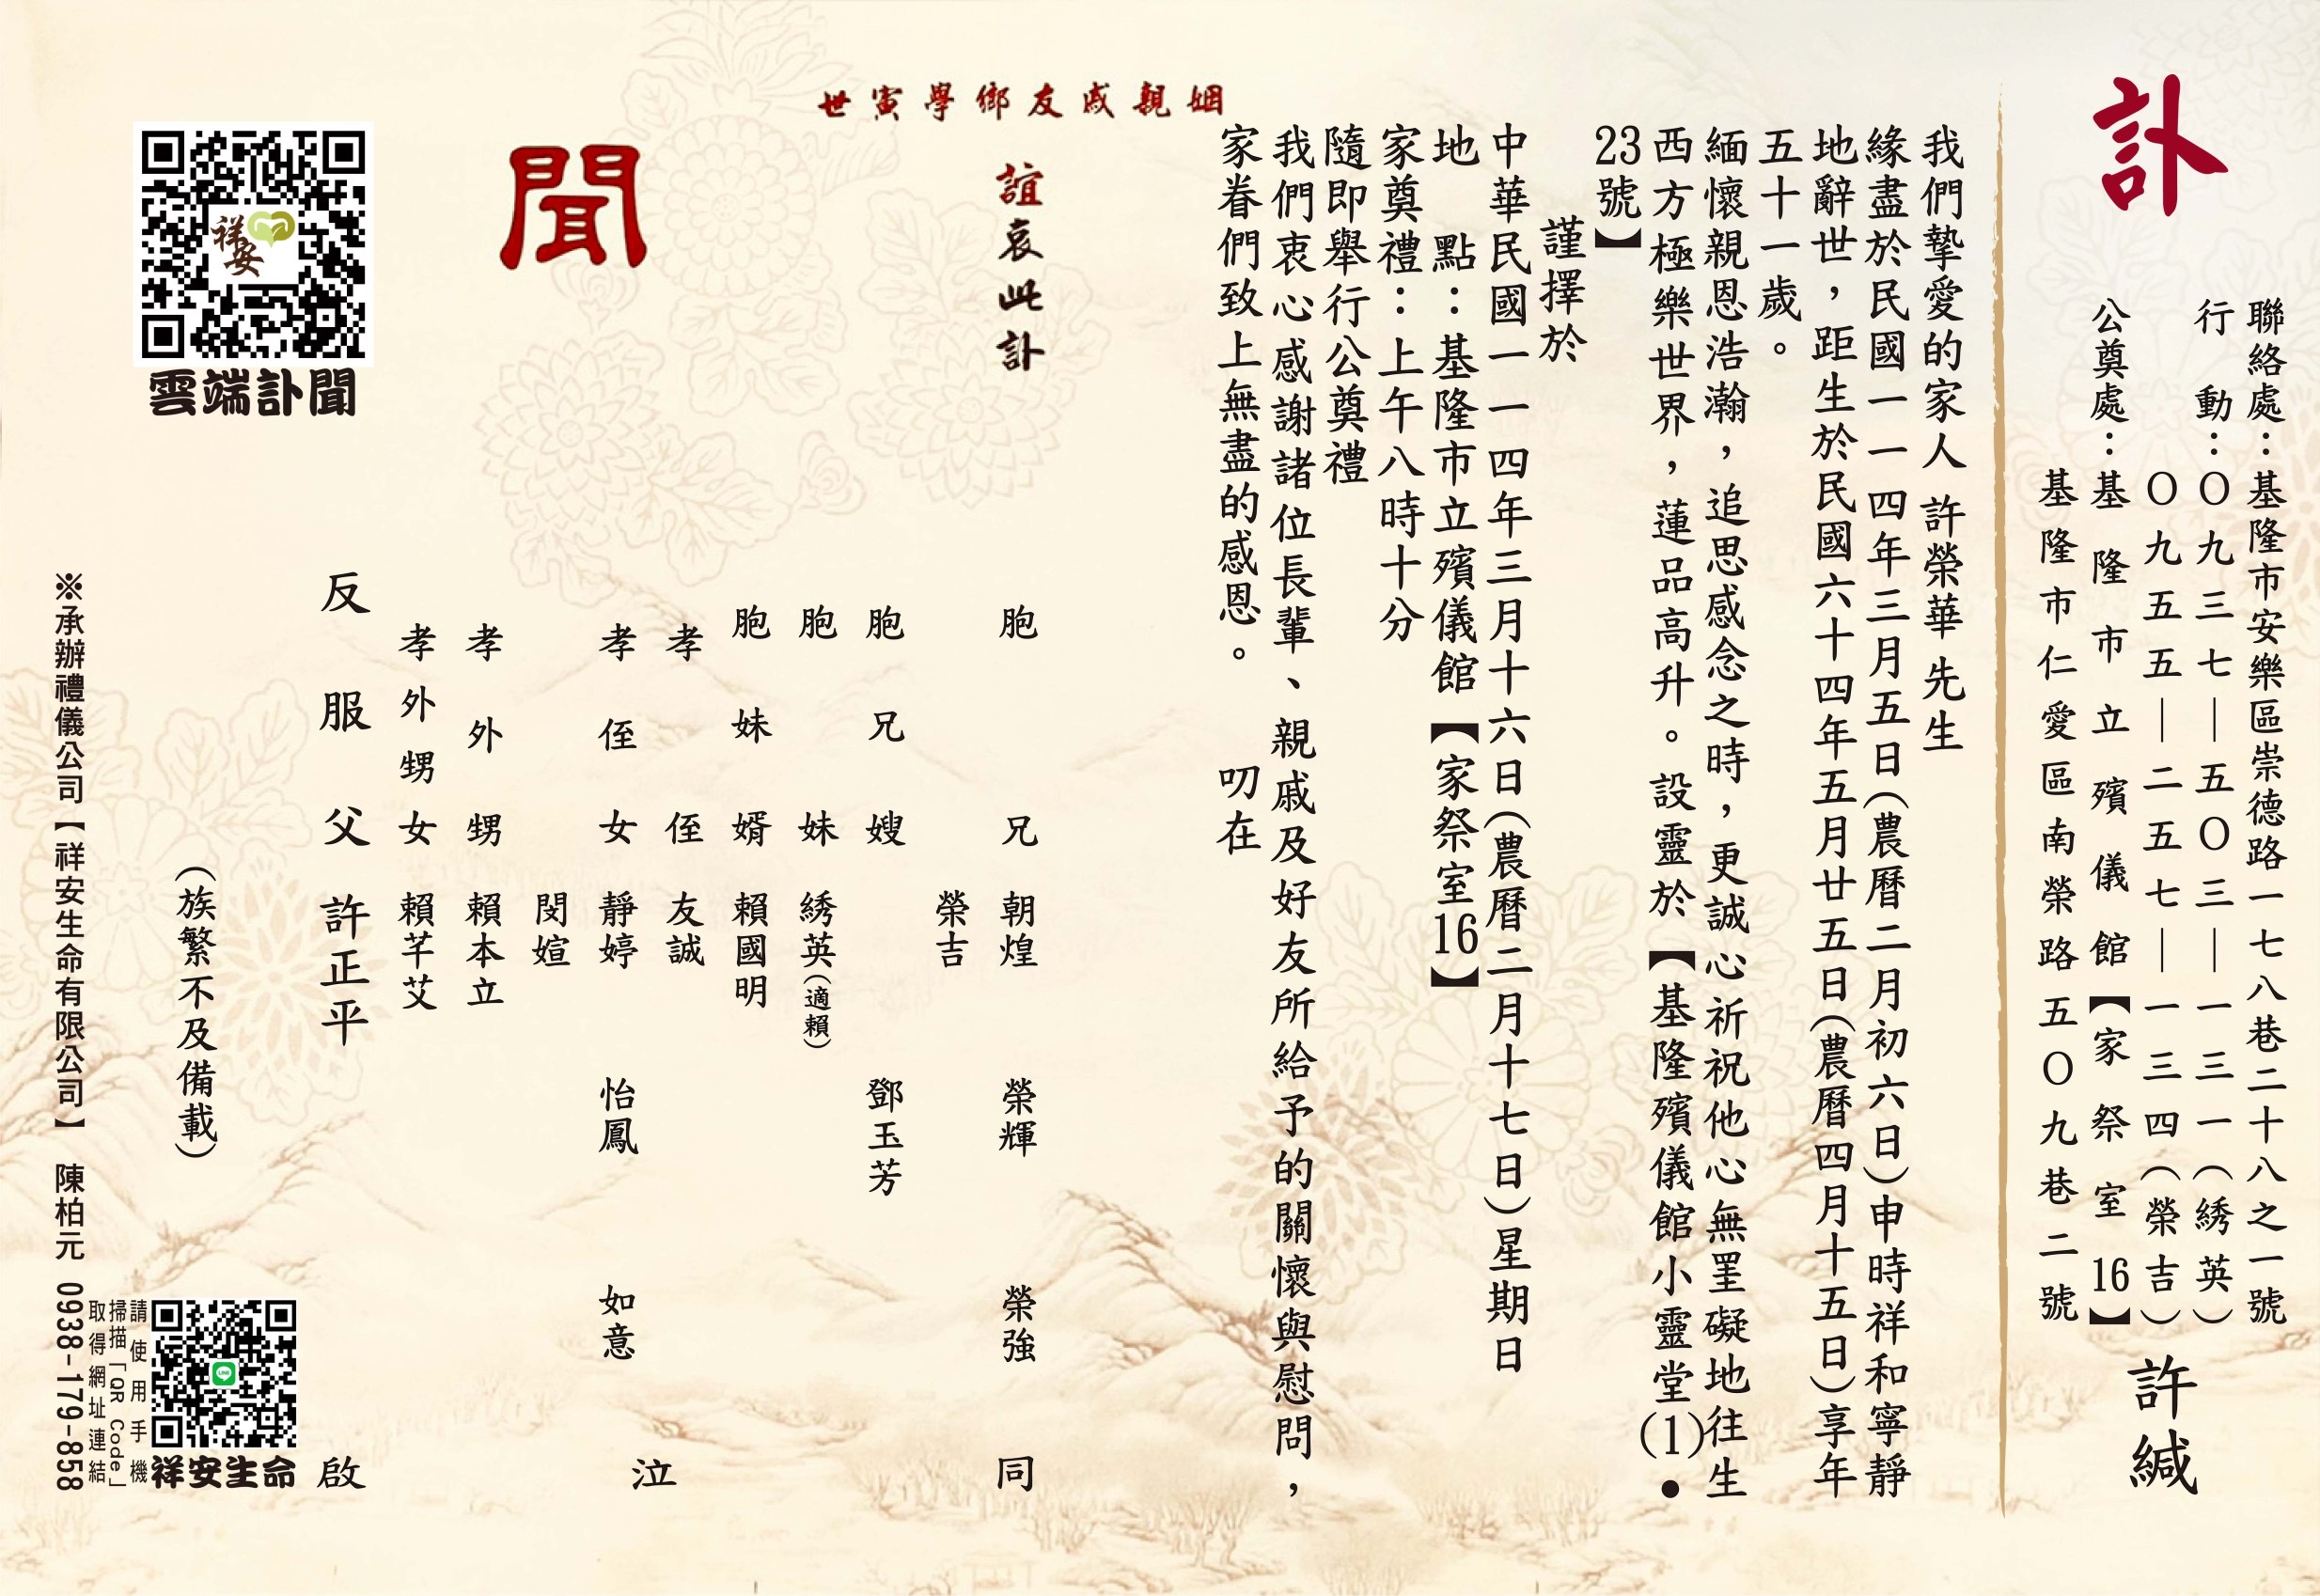 訃
聯絡處：基隆市安樂區崇德路一七八巷二十八之一號
行動：〇九三七｜五〇三｜一三一（綉英）
〇九五五｜二五七｜一三四（榮吉）
公奠處：基隆市立殯儀館【家祭室16】
基隆市仁愛區南榮路五〇九巷二號
許緘
我們摯愛的家人 許榮華 先生
緣盡於民國一一四年三月五日（農曆二月初六日）申時祥和寧靜
地辭世，距生於民國六十四年五月廿五日（農曆四月十五日）享年
五十一歲。
緬懷親恩浩瀚，追思感念之時，更誠心祈祝他心無罣礙地往生
西方極樂世界，蓮品高升。設靈於【基隆殯儀館小靈堂(1)•
23號】
謹擇於
中華民國一一四年三月十六日（農曆二月十七日）星期日
地　點：基隆市立殯儀館【家祭室16】
家奠禮：上午八時十分
隨即舉行公奠禮
我們衷心感謝諸位長輩、親戚及好友所給予的關懷與慰問，
家眷們致上無盡的感恩。　叨在
姻親戚友鄉學寅世
誼哀此訃
聞
胞兄 朝煌 榮輝 榮強
榮吉
胞兄嫂 鄧玉芳
胞妹 綉英（適賴）
胞妹婿 賴國明
孝侄 友誠
孝侄女 靜婷 怡鳳 如意
閔媗
孝外甥 賴本立
孝外甥女 賴芊艾
反服父 許正平
同
泣
啟
（族繁不及備載）
祥安
雲端訃聞
祥安生命
請使用手機
掃描「QR Code」
取得網址連結
※承辦禮儀公司【祥安生命有限公司】 陳柏元 0938-179-858